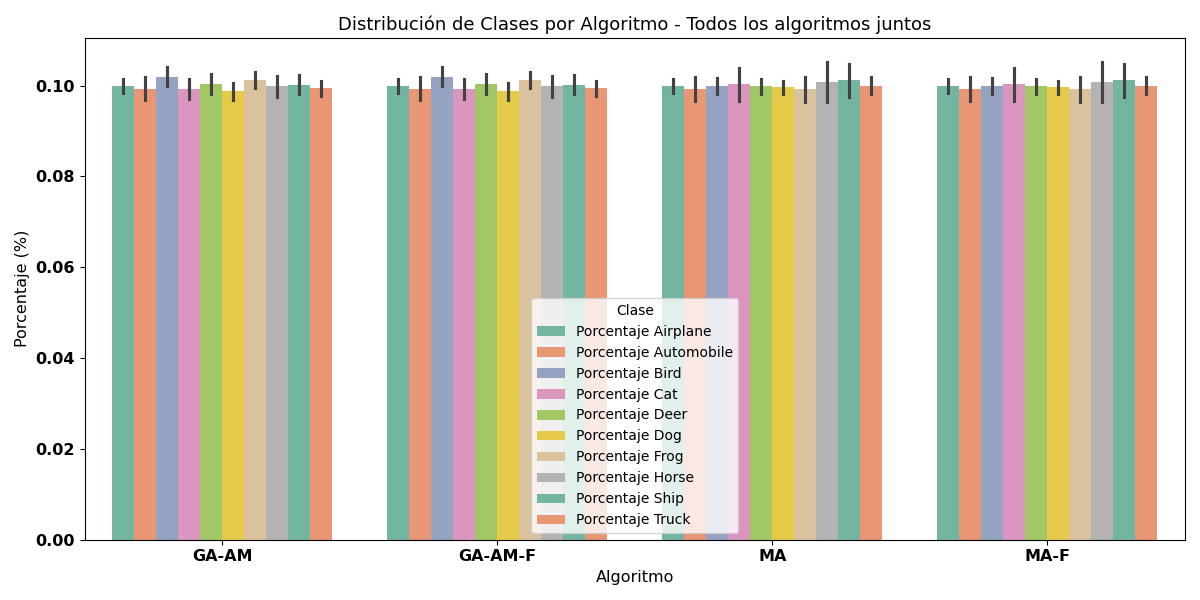 Distribución de Clases por Algoritmo - Todos los algoritmos juntos
Porcentaje (%)
0.10
0.08
0.06
0.04
0.02
0.00
Clase
Porcentaje Airplane
Porcentaje Automobile
Porcentaje Bird
Porcentaje Cat
Porcentaje Deer
Porcentaje Dog
Porcentaje Frog
Porcentaje Horse
Porcentaje Ship
Porcentaje Truck
GA-AM
GA-AM-F
MA
MA-F
Algoritmo